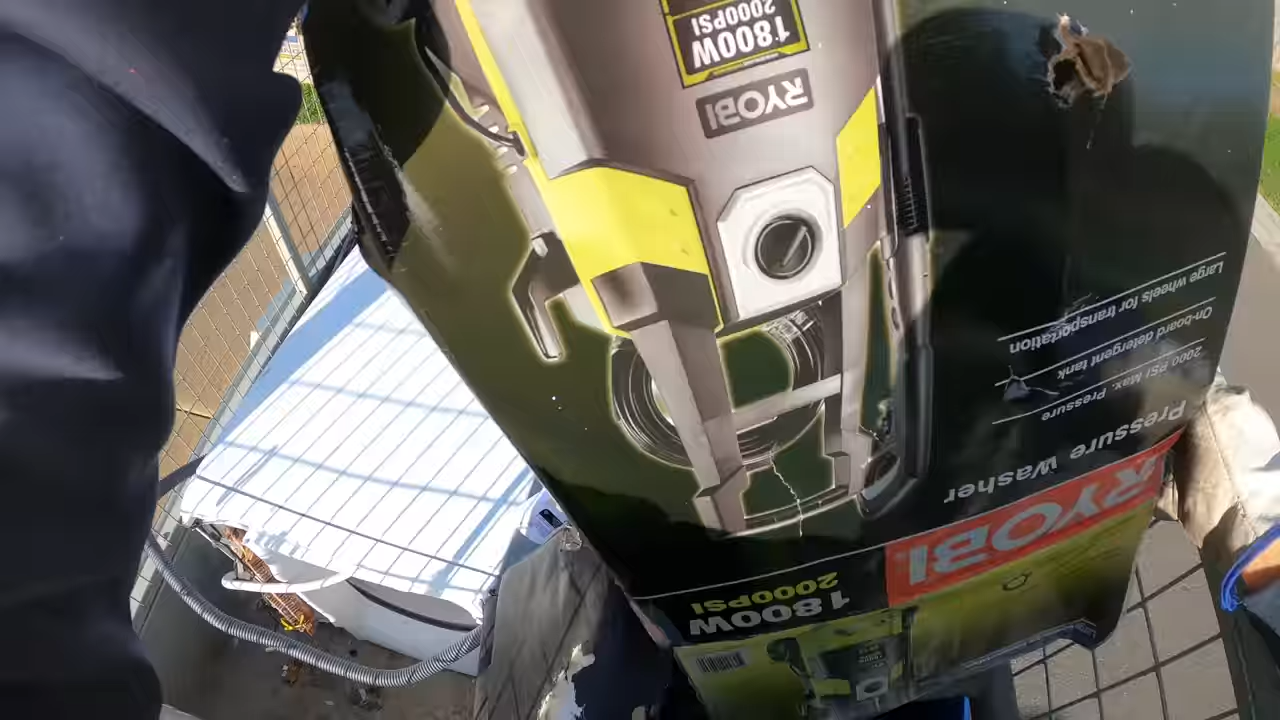 1800W
2000PSI
RYOBI
1800W
2000PSI
RYOBI
Pressure Washer
2000 PSI Max. Pressure
On-board detergent tank
Large wheels for transportation